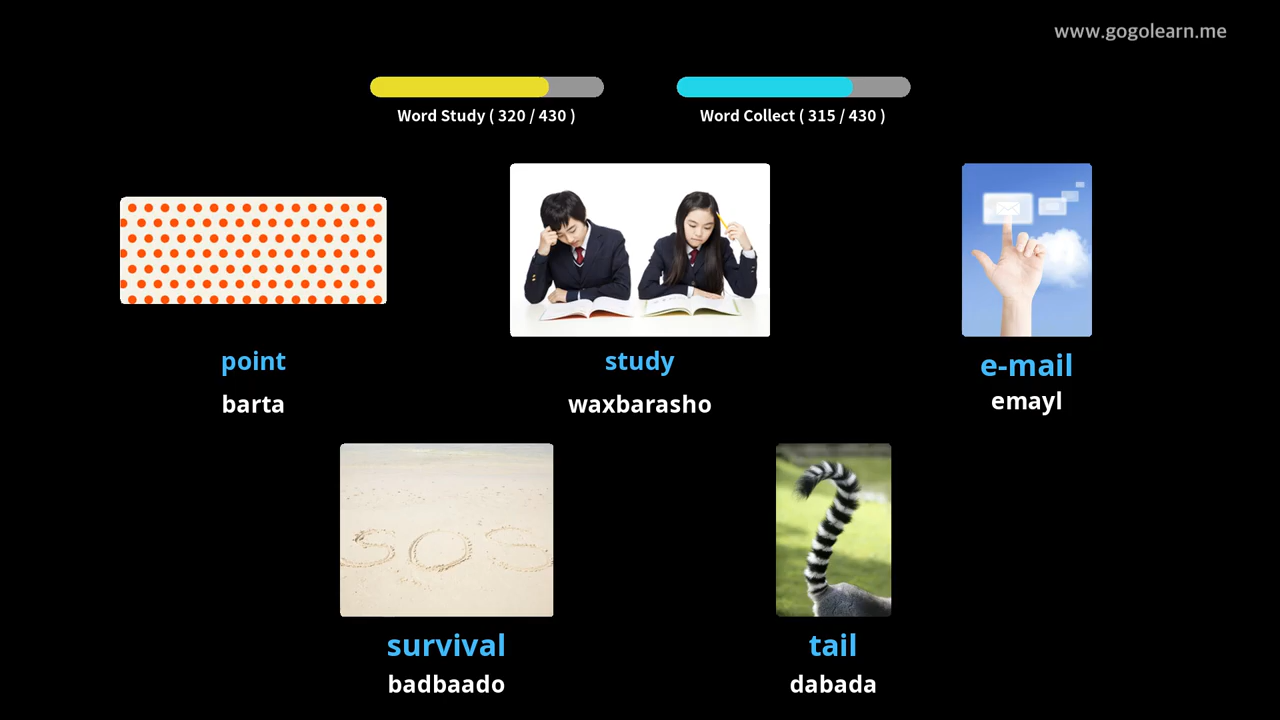 www.gogolearn.me
Word Study ( 320 / 430 )
Word Collect ( 315 / 430 )
point
barta
study
waxbarasho
e-mail
emayl
sos
survival
badbaado
tail
dabada